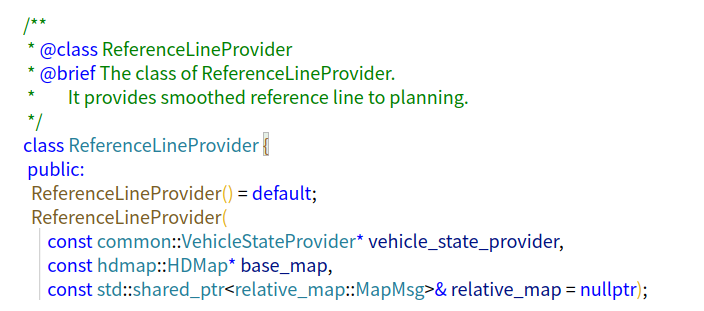 /**
 * @class ReferenceLineProvider
 * @brief The class of ReferenceLineProvider.
 *      It provides smoothed reference line to planning.
 */
class ReferenceLineProvider {
 public:
  ReferenceLineProvider() = default;
  ReferenceLineProvider(
      const common::VehicleStateProvider* vehicle_state_provider,
      const hdmap::HDMap* base_map,
      const std::shared_ptr<relative_map::MapMsg>& relative_map = nullptr);